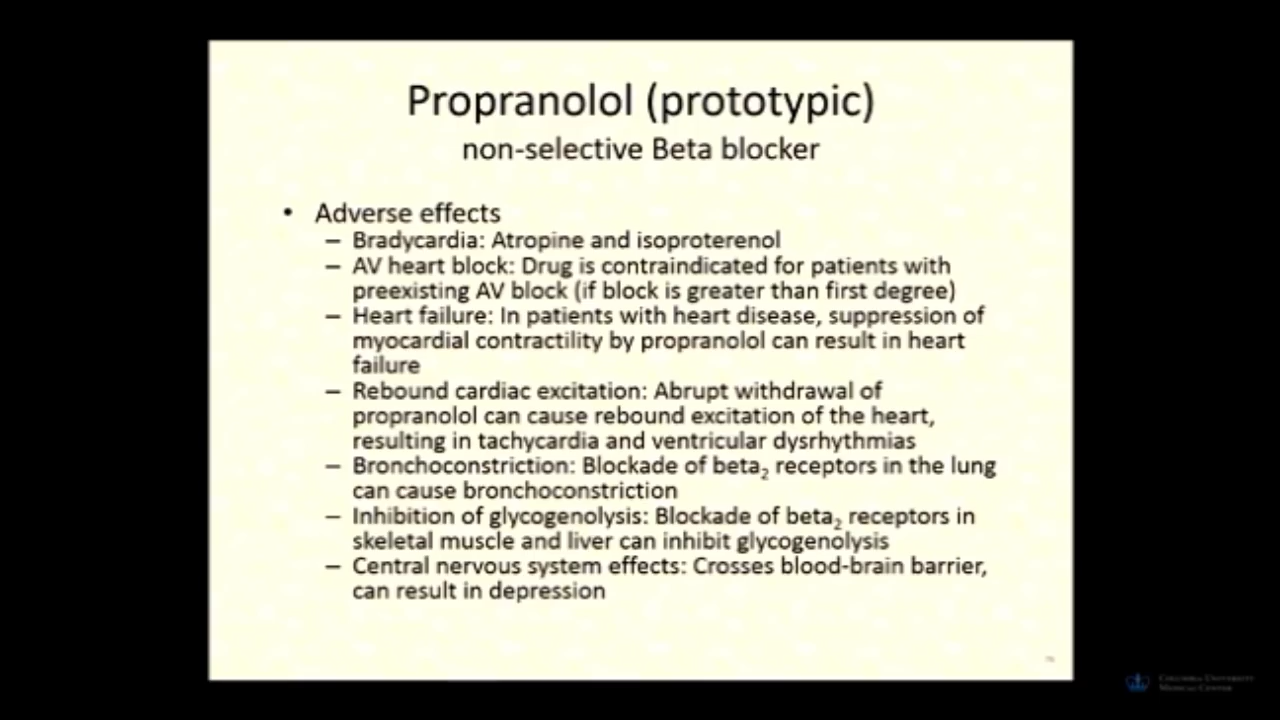 Propranolol (prototypic)
non-selective Beta blocker
• Adverse effects
– Bradycardia: Atropine and isoproterenol
– AV heart block: Drug is contraindicated for patients with
preexisting AV block (if block is greater than first degree)
– Heart failure: In patients with heart disease, suppression of
myocardial contractility by propranolol can result in heart
failure
– Rebound cardiac excitation: Abrupt withdrawal of
propranolol can cause rebound excitation of the heart,
resulting in tachycardia and ventricular dysrhythmias
– Bronchoconstriction: Blockade of beta₂ receptors in the lung
can cause bronchoconstriction
– Inhibition of glycogenolysis: Blockade of beta₂ receptors in
skeletal muscle and liver can inhibit glycogenolysis
– Central nervous system effects: Crosses blood-brain barrier,
can result in depression
Columbia University
Medical Center